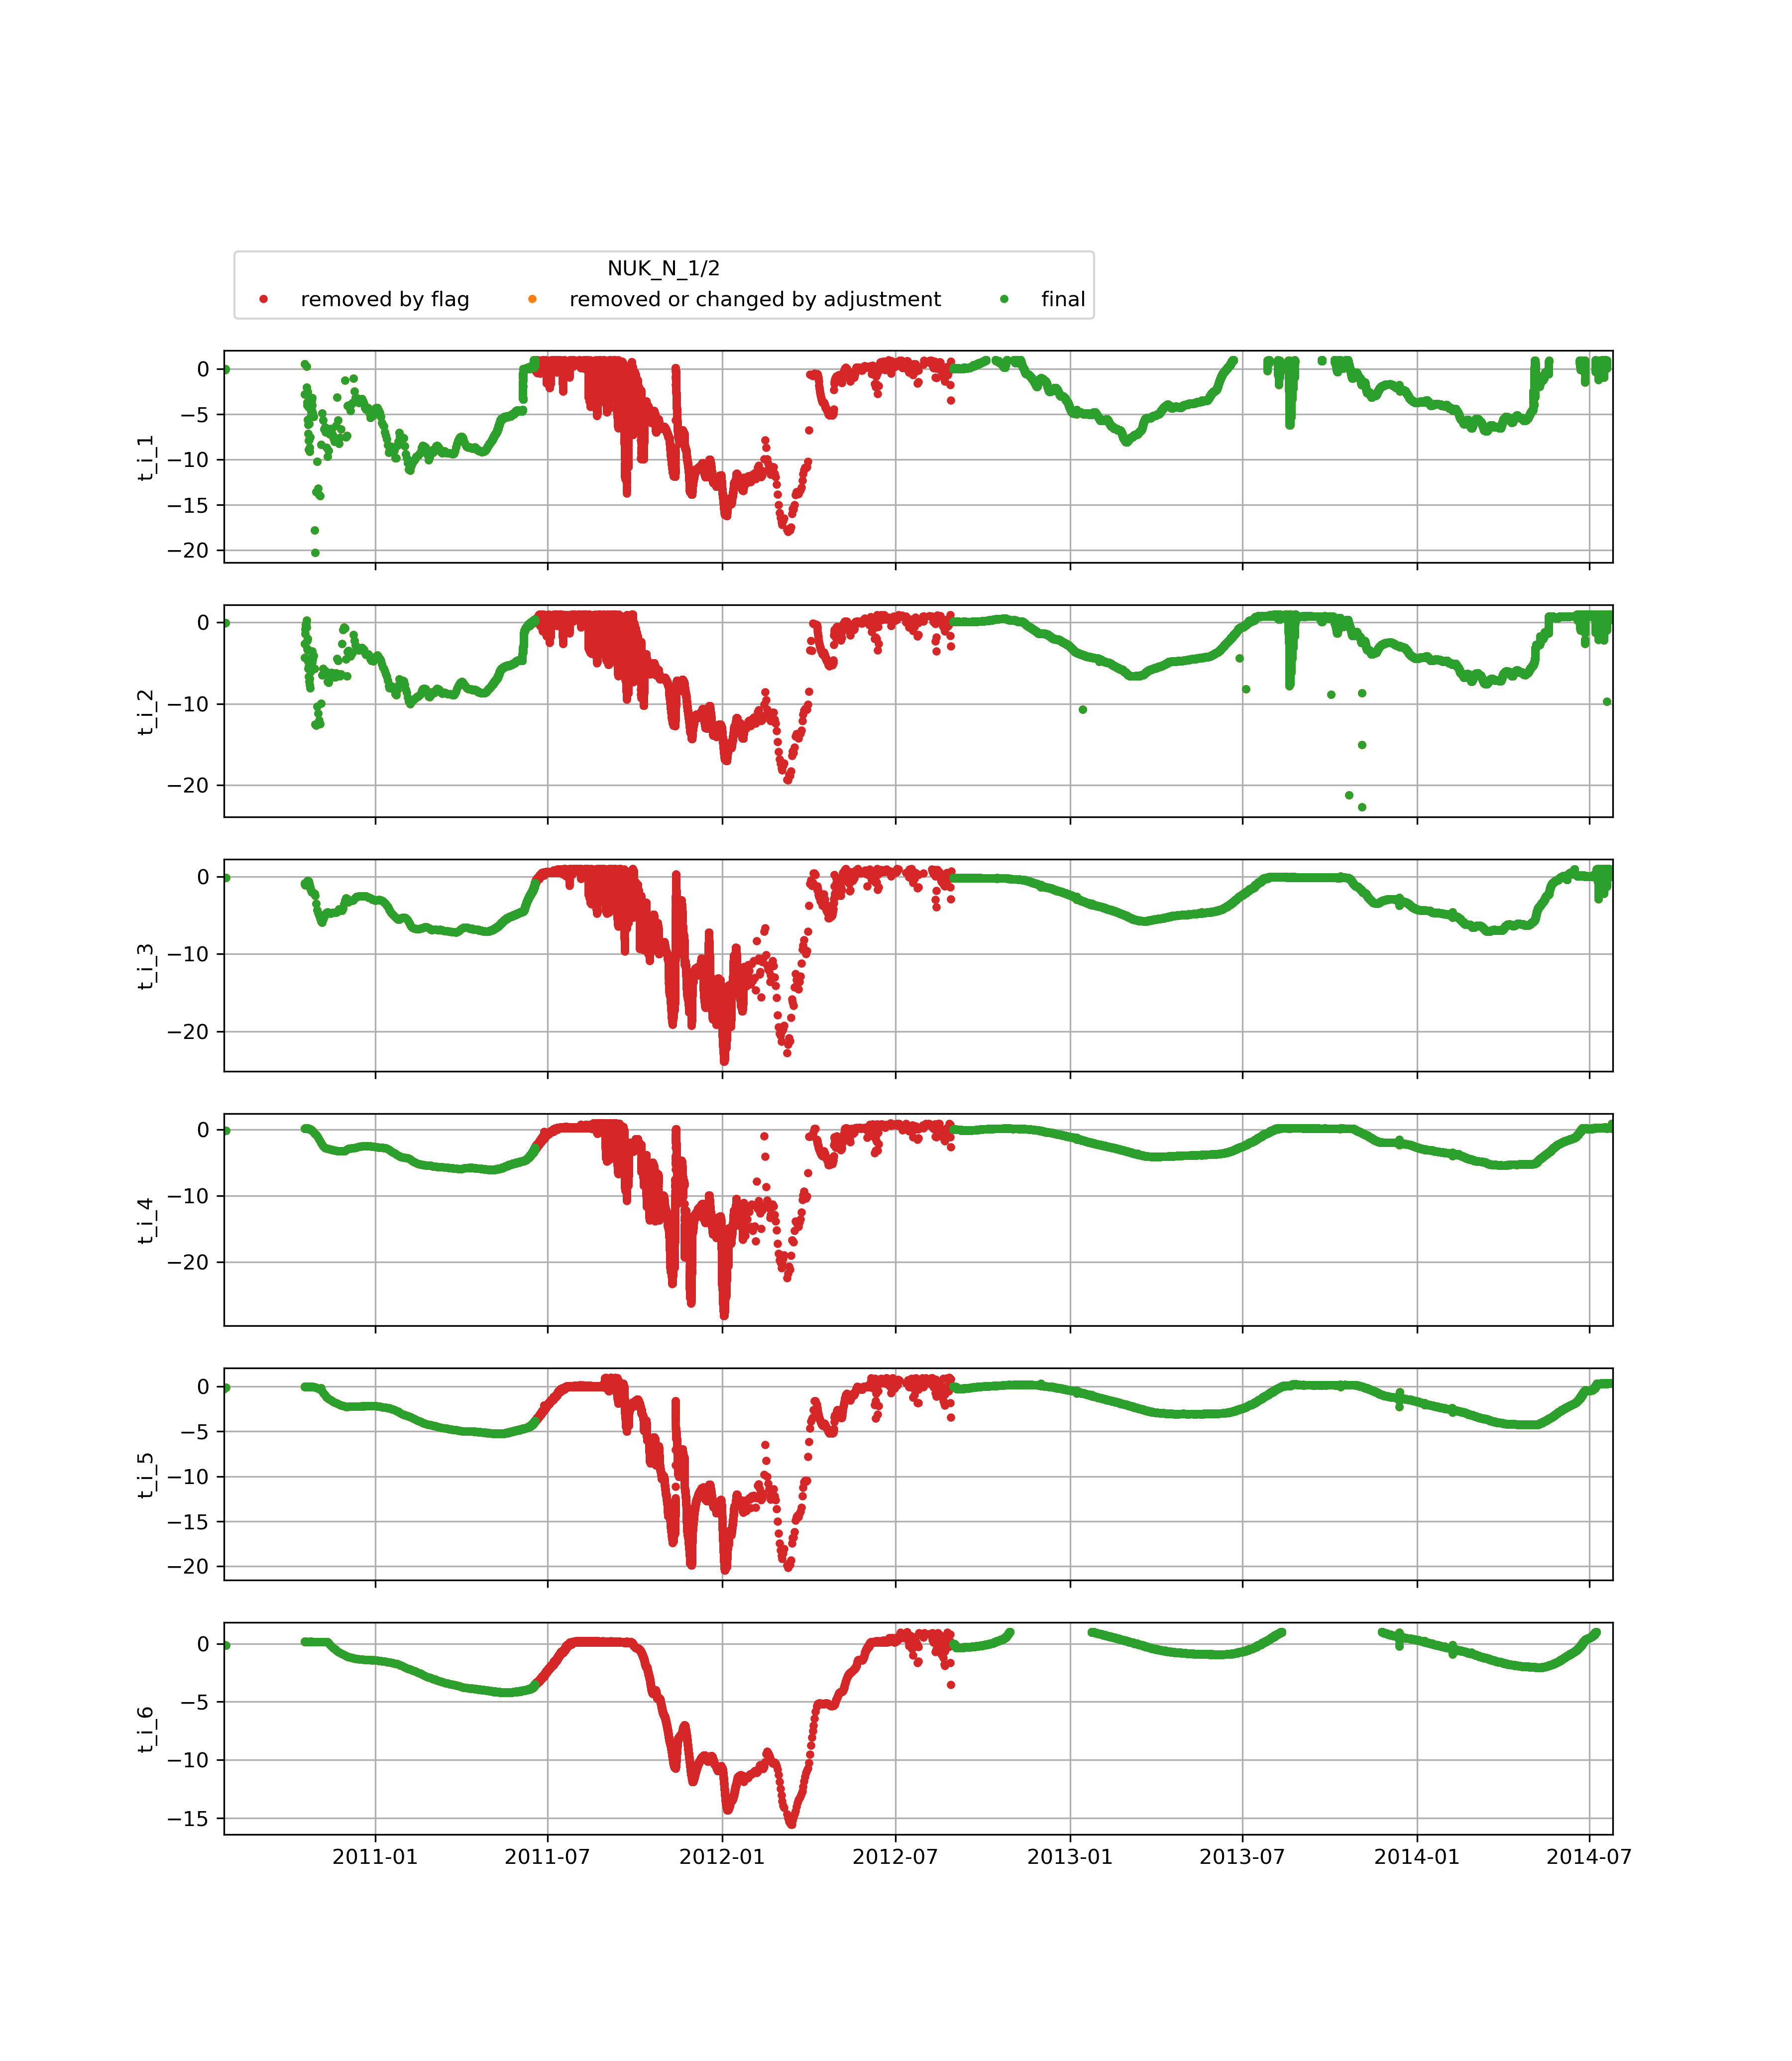 NUK_N_1/2
removed by flag removed or changed by adjustment final
0
−5
−10
−15
−20
t_i_1
0
−10
−20
t_i_2
0
−10
−20
t_i_3
0
−10
−20
t_i_4
0
−5
−10
−15
−20
t_i_5
0
−5
−10
−15
t_i_6
2011-01 2011-07 2012-01 2012-07 2013-01 2013-07 2014-01 2014-07